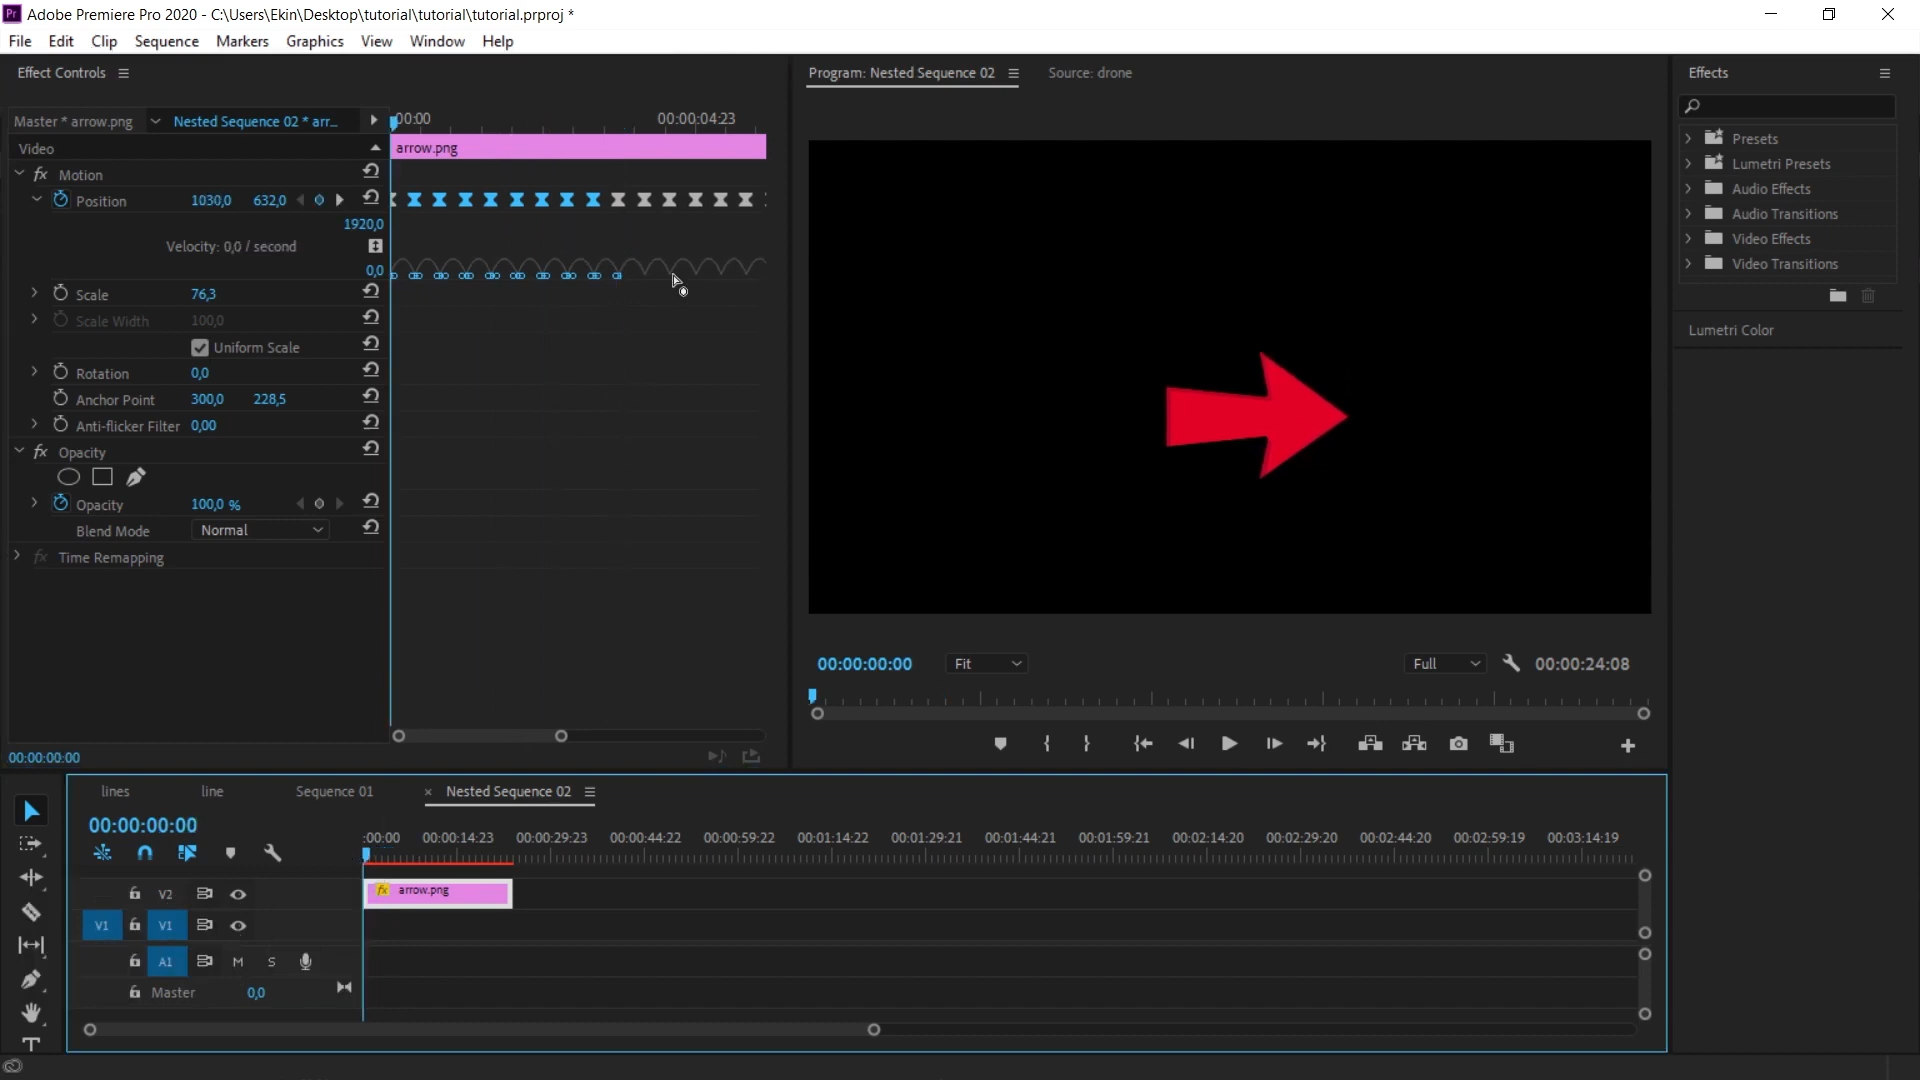 Pr Adobe Premiere Pro 2020 - C:\Users\Ekin\Desktop\tutorial\tutorial\tutorial.prproj *
File Edit Clip Sequence Markers Graphics View Window Help
Effect Controls
Master * arrow.png Nested Sequence 02 * arr...
:00:00 00:00:04:23
Video
arrow.png
fx Motion
Position 1030,0 632,0
1920,0
Velocity: 0,0 / second
0,0
Scale 76,3
Scale Width 100,0
Uniform Scale
Rotation 0,0
Anchor Point 300,0 228,5
Anti-flicker Filter 0,00
fx Opacity
Opacity 100,0 %
Blend Mode Normal
fx Time Remapping
00:00:00:00
Program: Nested Sequence 02 Source: drone
00:00:00:00 Fit Full 00:00:24:08
Effects
Presets
Lumetri Presets
Audio Effects
Audio Transitions
Video Effects
Video Transitions
Lumetri Color
lines line Sequence 01 × Nested Sequence 02
00:00:00:00
:00:00 00:00:14:23 00:00:29:23 00:00:44:22 00:00:59:22 00:01:14:22 00:01:29:21 00:01:44:21 00:01:59:21 00:02:14:20 00:02:29:20 00:02:44:20 00:02:59:19 00:03:14:19
V2
fx arrow.png
V1 V1
A1 M S
Master 0,0